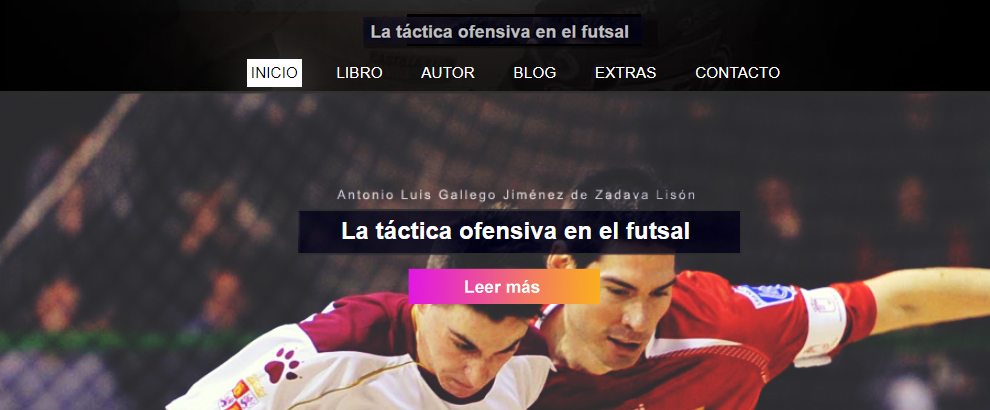 La táctica ofensiva en el futsal
INICIO LIBRO AUTOR BLOG EXTRAS CONTACTO
Antonio Luis Gallego Jiménez de Zadava Lisón
La táctica ofensiva en el futsal
Leer más